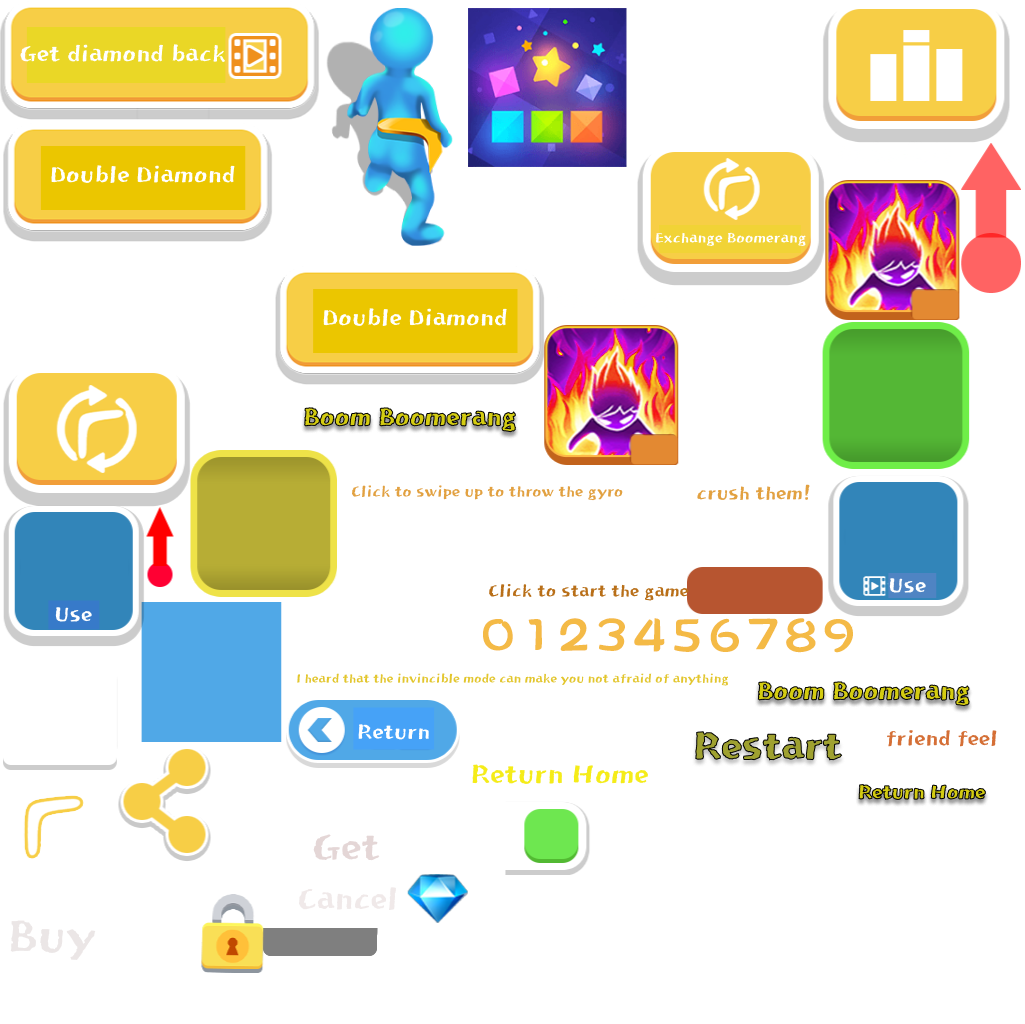 Get diamond back
Double Diamond
Exchange Boomerang
Double Diamond
Boom Boomerang
Click to swipe up to throw the gyro
crush them!
Click to start the game
Use
Use
0123456789
I heard that the invincible mode can make you not afraid of anything
Boom Boomerang
Return
Restart
friend feel
Return Home
Return Home
Get
Cancel
Buy